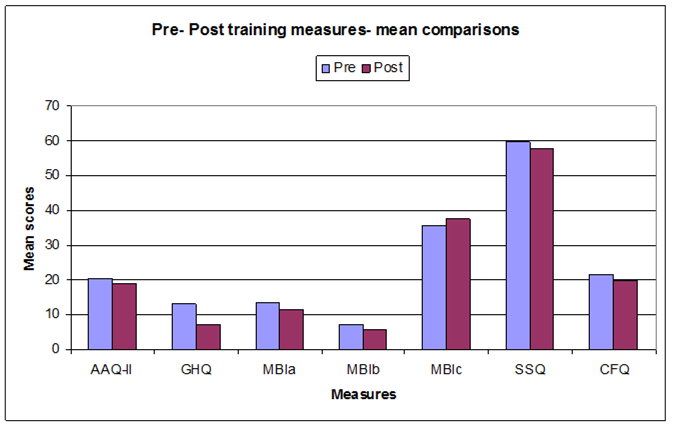 Pre- Post training measures- mean comparisons
Pre Post
70
60
50
40
30
20
10
0
Mean scores
AAQ-II GHQ MBIa MBIb MBIc SSQ CFQ
Measures